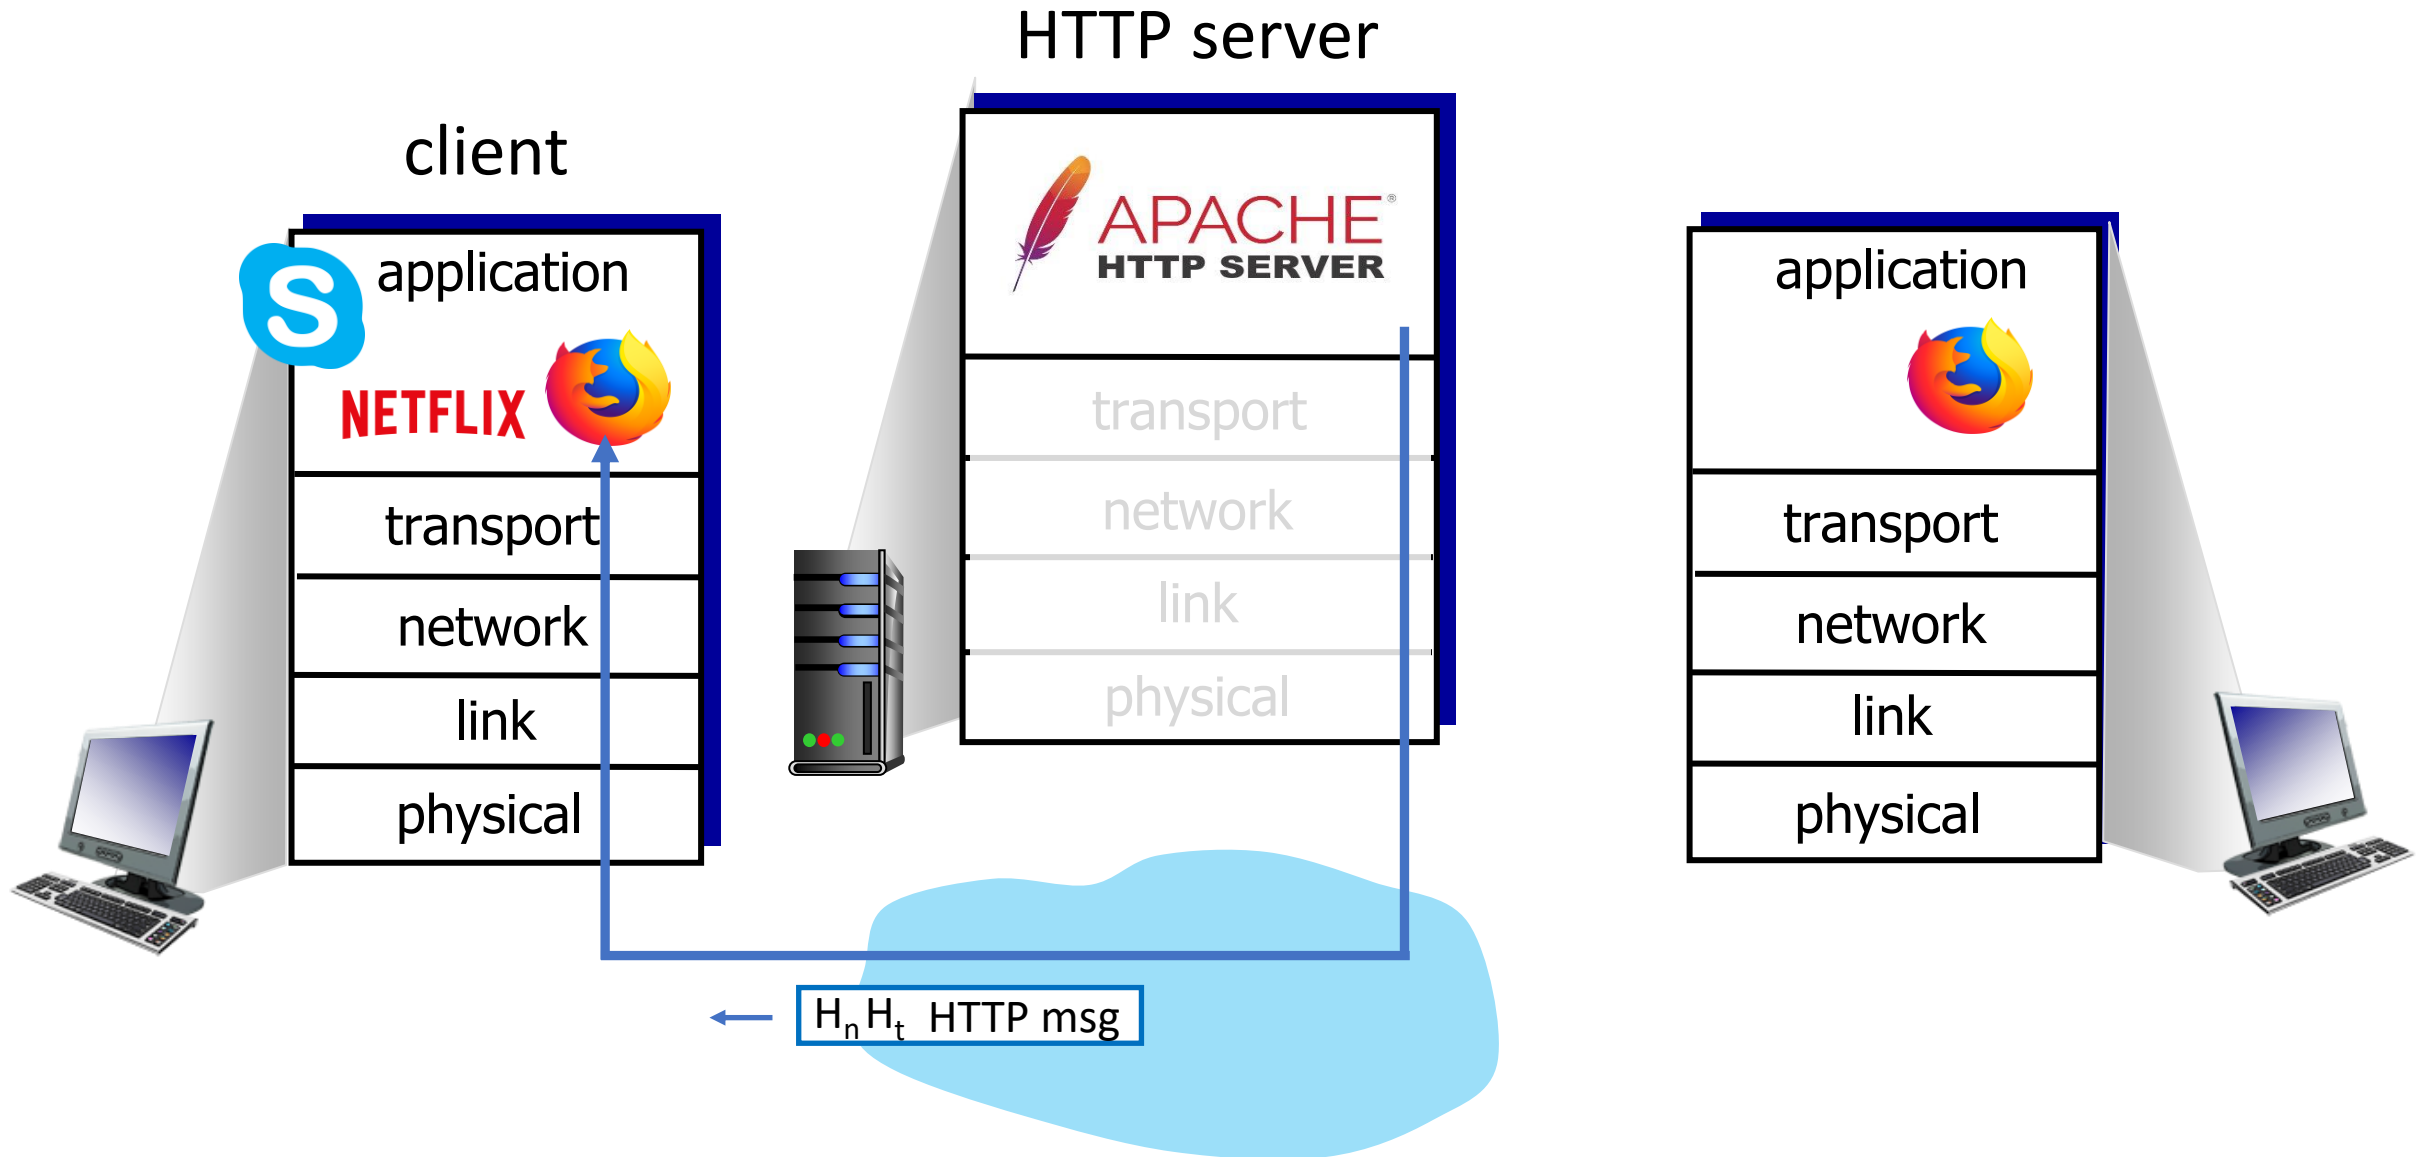 HTTP server
client
APACHE®
HTTP SERVER
application
S
NETFLIX
transport
network
link
physical
transport
network
link
physical
application
transport
network
link
physical
HnHt HTTP msg